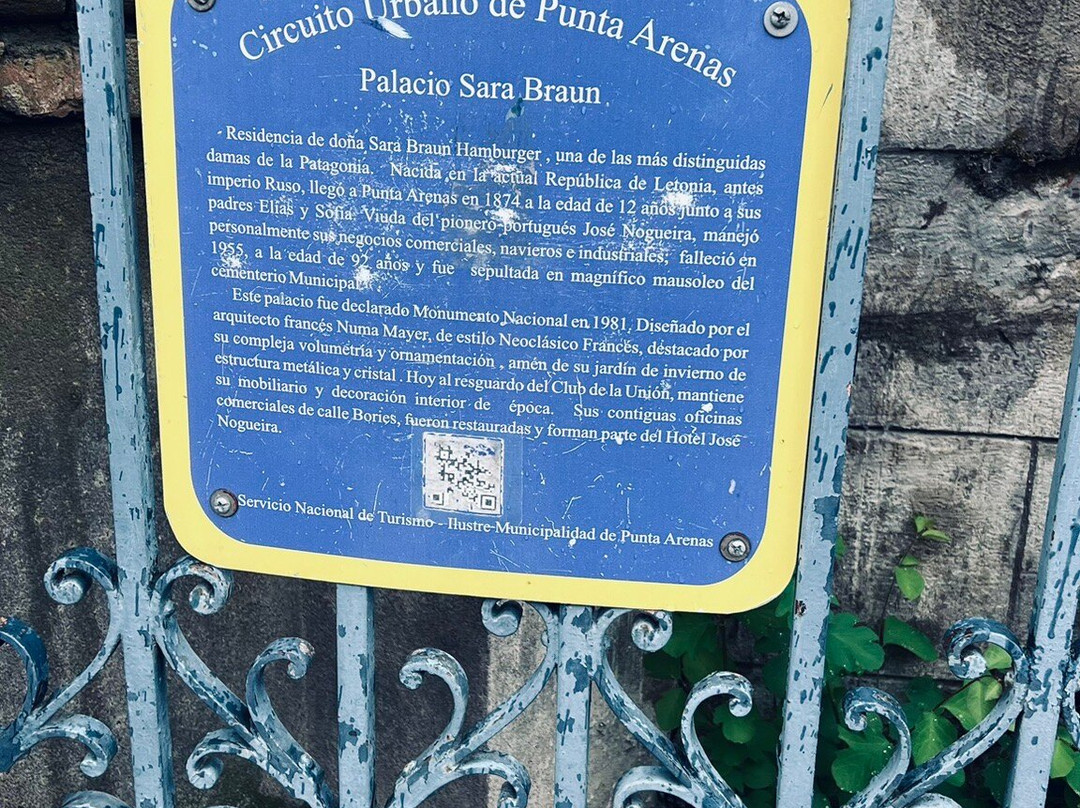 Circuito Urbano de Punta Arenas
Palacio Sara Braun
Residencia de doña Sara Braun Hamburger , una de las más distinguidas
damas de la Patagonia. Nacida en la actual República de Letonia, antes
imperio Ruso, llegó a Punta Arenas en 1874 a la edad de 12 años junto a sus
padres Elías y Sofía. Viuda del pionero portugués José Nogueira, manejó
personalmente sus negocios comerciales, navieros e industriales; falleció en
1955, a la edad de 92 años y fue sepultada en magnífico mausoleo del
cementerio Municipal.
Este palacio fue declarado Monumento Nacional en 1981. Diseñado por el
arquitecto francés Numa Mayer, de estilo Neoclásico Francés, destacado por
su compleja volumetría y ornamentación , amén de su jardín de invierno de
estructura metálica y cristal . Hoy al resguardo del Club de la Unión, mantiene
su mobiliario y decoración interior de época. Sus contiguas oficinas
comerciales de calle Bories, fueron restauradas y forman parte del Hotel José
Nogueira.
Servicio Nacional de Turismo - Ilustre Municipalidad de Punta Arenas